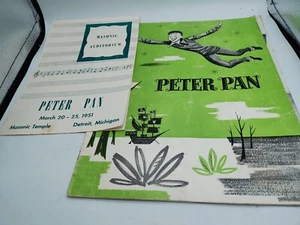 MASONIC
AUDITORIUM
PETER PAN
March 20 - 25, 1951
Masonic Temple
Detroit, Michigan
PETER PAN